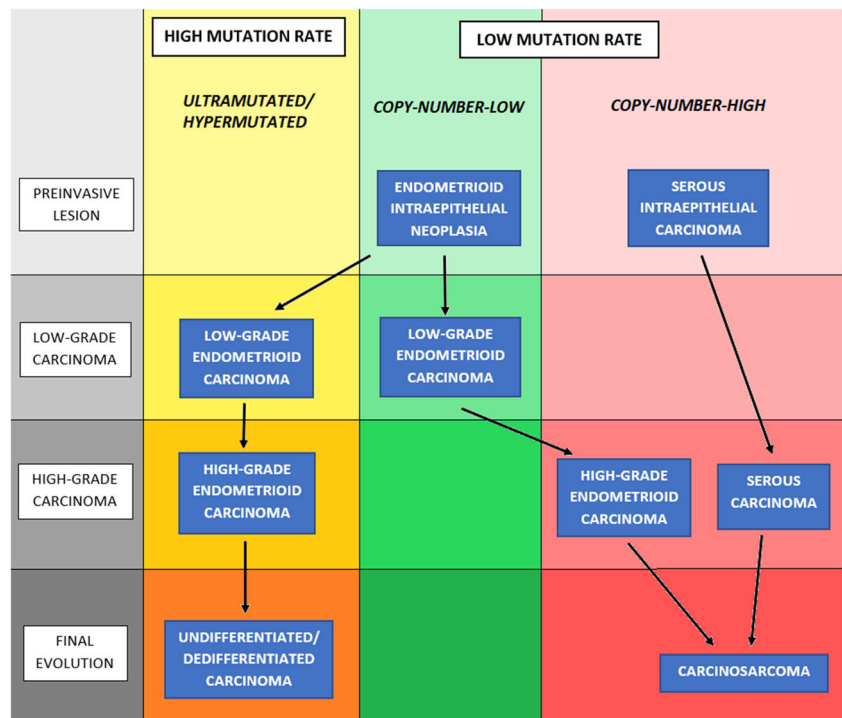 HIGH MUTATION RATE
LOW MUTATION RATE
ULTRAMUTATED/
HYPERMUTATED
COPY-NUMBER-LOW
COPY-NUMBER-HIGH
PREINVASIVE
LESION
ENDOMETRIOID
INTRAEPITHELIAL
NEOPLASIA
SEROUS
INTRAEPITHELIAL
CARCINOMA
LOW-GRADE
CARCINOMA
LOW-GRADE
ENDOMETRIOID
CARCINOMA
LOW-GRADE
ENDOMETRIOID
CARCINOMA
HIGH-GRADE
CARCINOMA
HIGH-GRADE
ENDOMETRIOID
CARCINOMA
HIGH-GRADE
ENDOMETRIOID
CARCINOMA
SEROUS
CARCINOMA
FINAL
EVOLUTION
UNDIFFERENTIATED/
DEDIFFERENTIATED
CARCINOMA
CARCINOSARCOMA